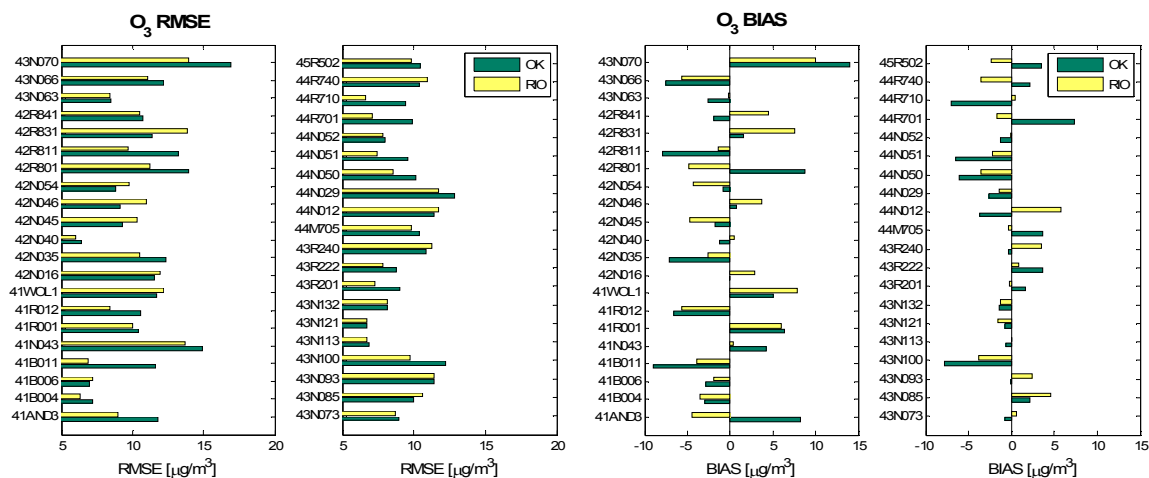 O3 RMSE
43N070
43N066
43N063
42R841
42R831
42R811
42R801
42N054
42N046
42N045
42N040
42N035
42N016
41WOL1
41R012
41R001
41N043
41B011
41B006
41B004
41AND3
5 10 15 20
RMSE [µg/m3]
OK
RIO
45R502
44R740
44R710
44R701
44N052
44N051
44N050
44N029
44N012
44M705
43R240
43R222
43R201
43N132
43N121
43N113
43N100
43N093
43N085
43N073
5 10 15 20
RMSE [µg/m3]
O3 BIAS
43N070
43N066
43N063
42R841
42R831
42R811
42R801
42N054
42N046
42N045
42N040
42N035
42N016
41WOL1
41R012
41R001
41N043
41B011
41B006
41B004
41AND3
-10 -5 0 5 10 15
BIAS [µg/m3]
OK
RIO
45R502
44R740
44R710
44R701
44N052
44N051
44N050
44N029
44N012
44M705
43R240
43R222
43R201
43N132
43N121
43N113
43N100
43N093
43N085
43N073
-10 -5 0 5 10 15
BIAS [µg/m3]